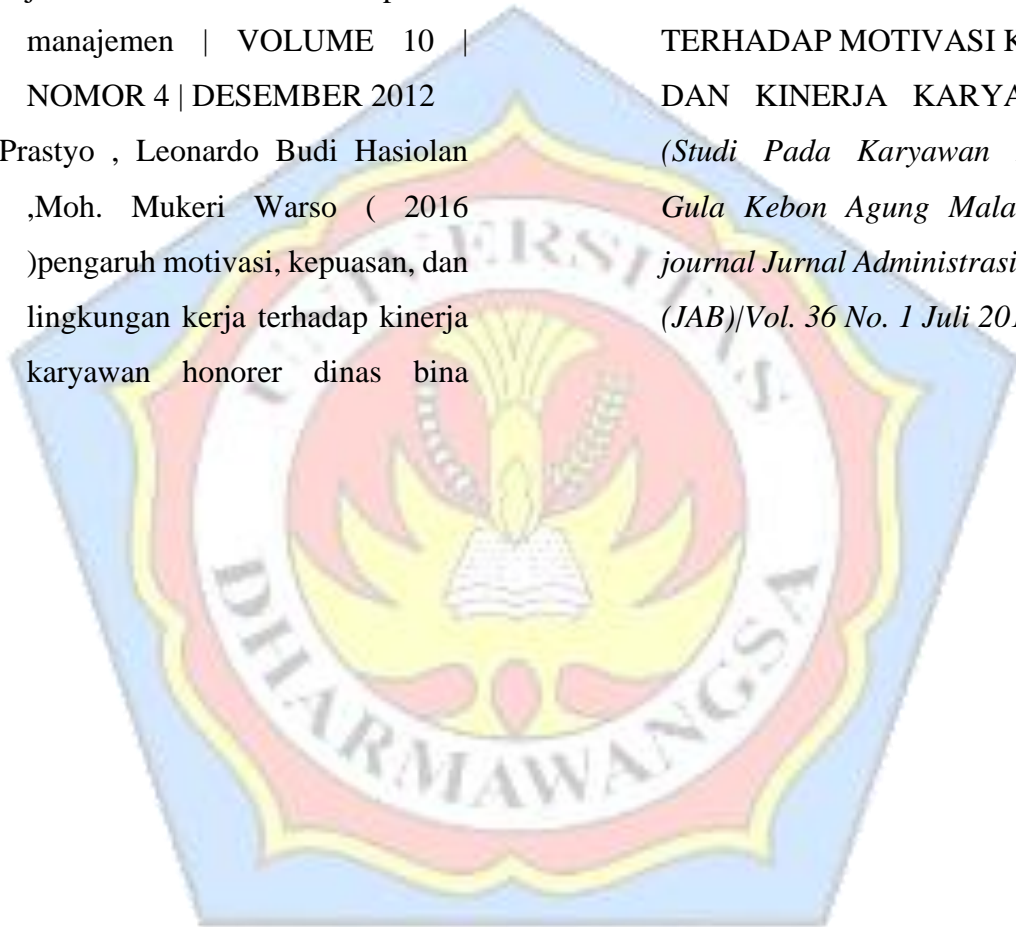 manajemen | VOLUME 10 |
NOMOR 4 | DESEMBER 2012
Prastyo , Leonardo Budi Hasiolan
,Moh. Mukeri Warso ( 2016
)pengaruh motivasi, kepuasan, dan
lingkungan kerja terhadap kinerja
karyawan honorer dinas bina
TERHADAP MOTIVASI K
DAN KINERJA KARYA
(Studi Pada Karyawan
Gula Kebon Agung Mala
journal Jurnal Administrasi
(JAB)|Vol. 36 No. 1 Juli 201
UNIVERSITAS
DHARMAWANGSA